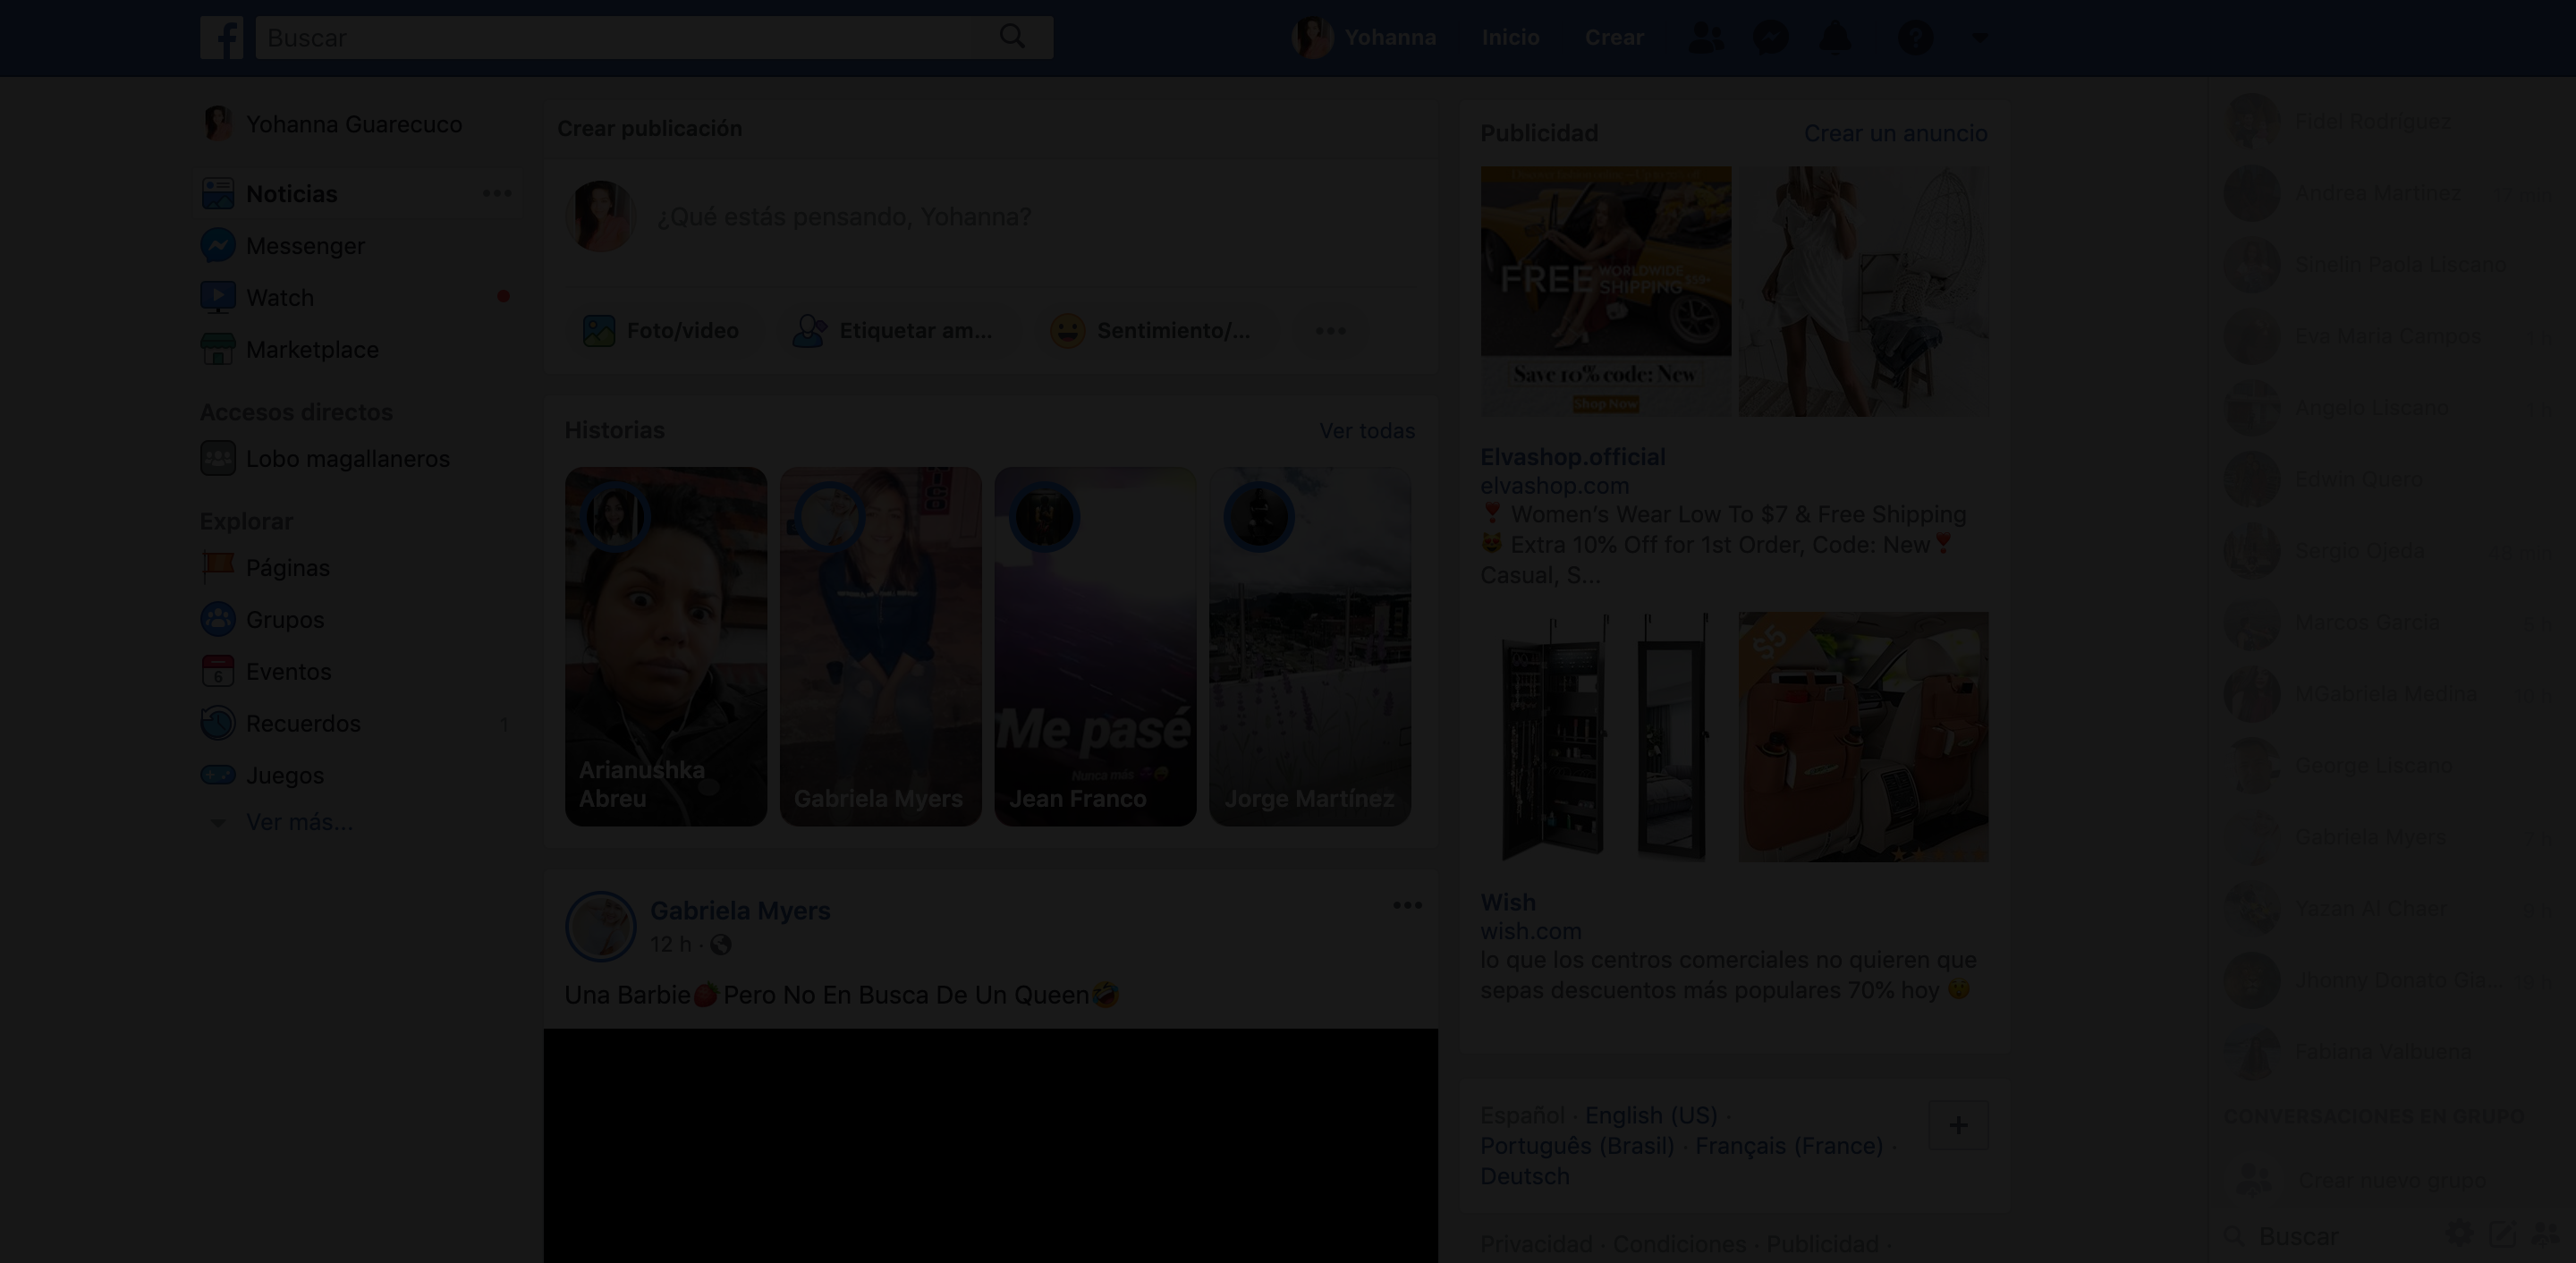 Buscar
Yohanna
Inicio
Crear
Yohanna Guarecuco
Noticias
Messenger
Watch
Marketplace
Accesos directos
Lobo magallaneros
Explorar
Páginas
Grupos
6
Eventos
Recuerdos 1
Juegos
Ver más...
Crear publicación
¿Qué estás pensando, Yohanna?
Foto/video
Etiquetar am...
Sentimiento/...
Historias
Ver todas
Arianushka
Abreu
Gabriela Myers
Me pasé
Nunca más
Jean Franco
Jorge Martínez
Gabriela Myers
12 h ·
Una Barbie🍓Pero No En Busca De Un Queen🤣
Publicidad
Crear un anuncio
FREE WORLDWIDE
SHIPPING
Save 10% code: New
Shop Now
Elvashop.official
elvashop.com
❣️ Women's Wear Low To $7 & Free Shipping
😻 Extra 10% Off for 1st Order, Code: New❣️
Casual, S...
$5
Wish
wish.com
lo que los centros comerciales no quieren que
sepas descuentos más populares 70% hoy 😲
Español · English (US) ·
Português (Brasil) · Français (France) ·
Deutsch
Privacidad · Condiciones · Publicidad ·
Fidel Rodriguez
Andrea Martinez
Sinelin Paola Liscano
Eva Maria Campos
Angelo Liscano
Edwin Quero
Sergio Ojeda
Marcos Garcia
MGabriela Medina
George Liscano
Gabriela Myers
Yazan Al Chaer
Jhonny Donato Gia...
Fabiana Valbuena
CONVERSACIONES EN GRUPO
Crear nuevo grupo
Buscar